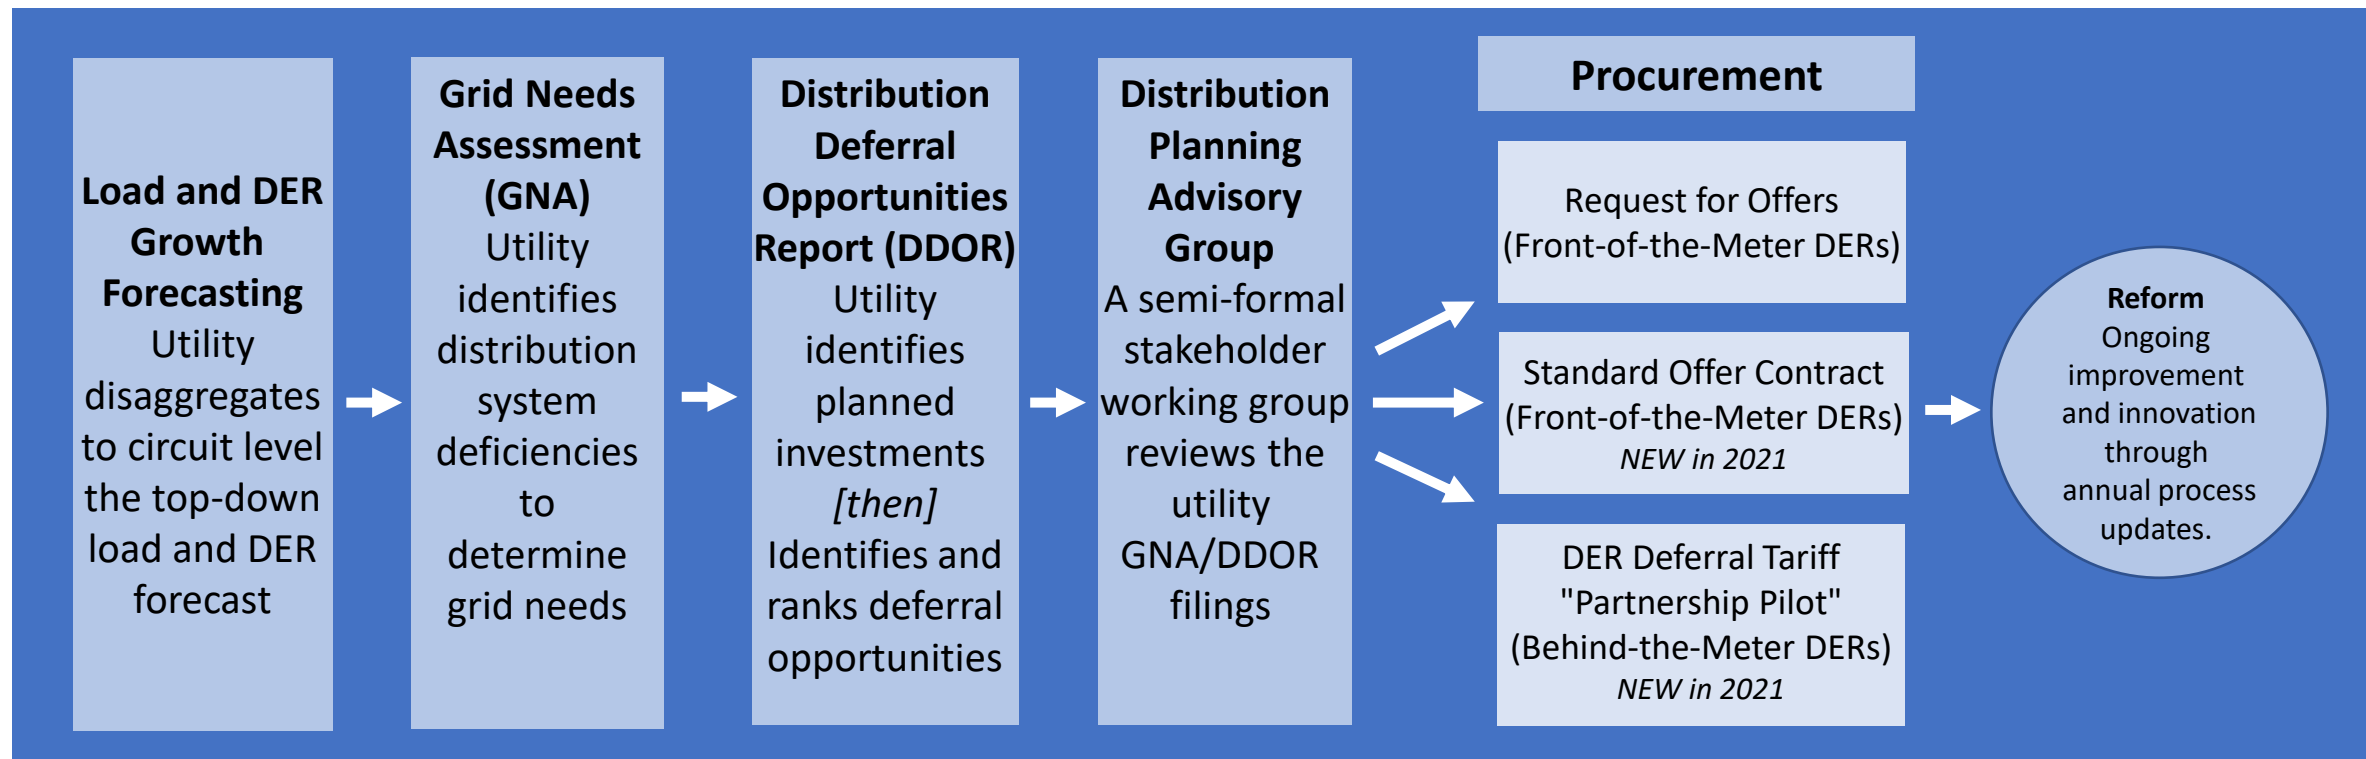 Load and DER
Growth
Forecasting
Utility
disaggregates
to circuit level
the top-down
load and DER
forecast
Grid Needs
Assessment
(GNA)
Utility
identifies
distribution
system
deficiencies
to
determine
grid needs
Distribution
Deferral
Opportunities
Report (DDOR)
Utility
identifies
planned
investments
[then]
Identifies and
ranks deferral
opportunities
Distribution
Planning
Advisory
Group
A semi-formal
stakeholder
working group
reviews the
utility
GNA/DDOR
filings
Procurement
Request for Offers
(Front-of-the-Meter DERs)
Standard Offer Contract
(Front-of-the-Meter DERs)
NEW in 2021
DER Deferral Tariff
"Partnership Pilot"
(Behind-the-Meter DERs)
NEW in 2021
Reform
Ongoing
improvement
and innovation
through
annual process
updates.